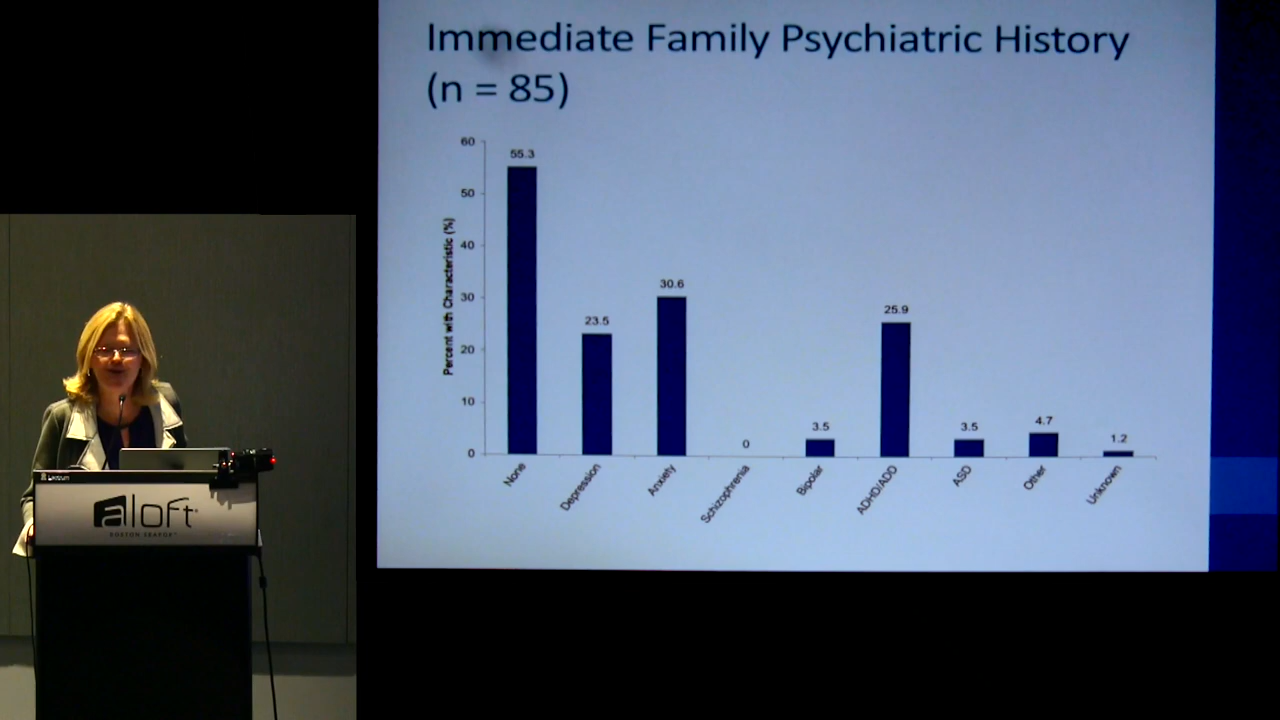 Immediate Family Psychiatric History
(n = 85)
Percent with Characteristic (%)
60
50
40
30
20
10
0
55.3
23.5
30.6
0
3.5
25.9
3.5
4.7
1.2
None
Depression
Anxiety
Schizophrenia
Bipolar
ADHD/ADD
ASD
Other
Unknown
aloft
BOSTON SEAPORT